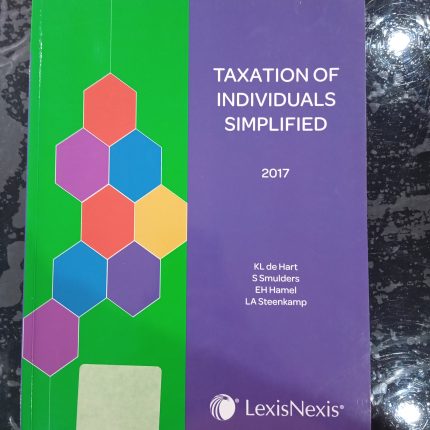 TAXATION OF
INDIVIDUALS
SIMPLIFIED
2017
KL de Hart
S Smulders
EH Hamel
LA Steenkamp
LexisNexis®